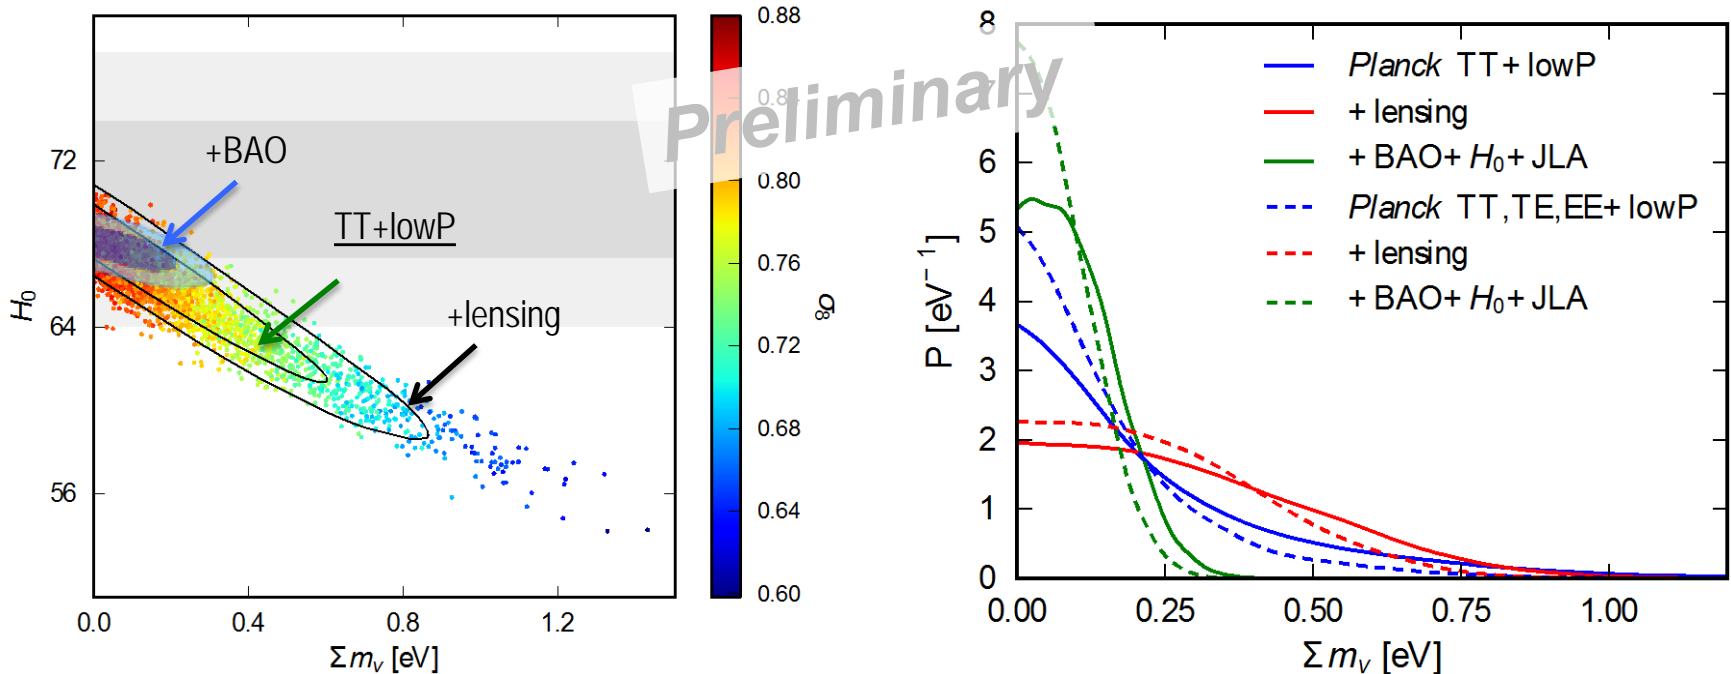 72
64
56
H0
0.0
0.4
0.8
1.2
Σmν [eV]
+BAO
TT+lowP
+lensing
0.88
0.84
0.80
0.76
0.72
0.68
0.64
0.60
σ8
Preliminary
8
7
6
5
4
3
2
1
0
P [eV−1]
0.00
0.25
0.50
0.75
1.00
Σmν [eV]
Planck TT+lowP
+lensing
+BAO+H0+JLA
Planck TT,TE,EE+lowP
+lensing
+BAO+H0+JLA